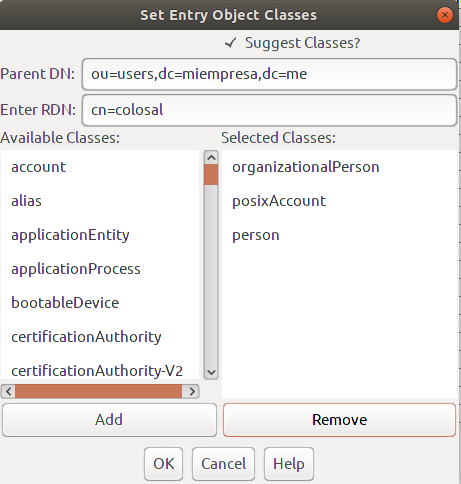 Set Entry Object Classes
Suggest Classes?
Parent DN: ou=users,dc=miempresa,dc=me
Enter RDN: cn=colosal
Available Classes: Selected Classes:
account organizationalPerson
alias posixAccount
applicationEntity person
applicationProcess
bootableDevice
certificationAuthority
certificationAuthority-V2
Add Remove
OK Cancel Help